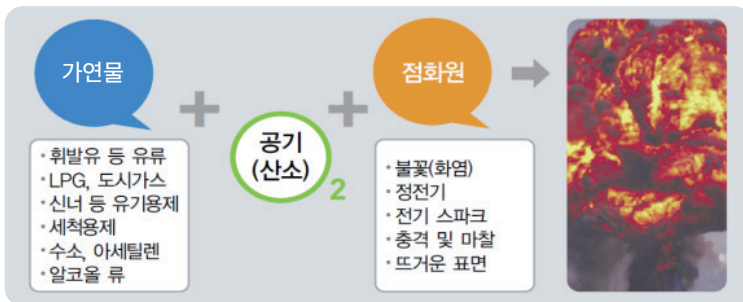 가연물
+
공기
(산소)
2
+
점화원
· 휘발유 등 유류
· LPG, 도시가스
· 신너 등 유기용제
· 세척용제
· 수소, 아세틸렌
· 알코올 류
· 불꽃(화염)
· 정전기
· 전기 스파크
· 충격 및 마찰
· 뜨거운 표면